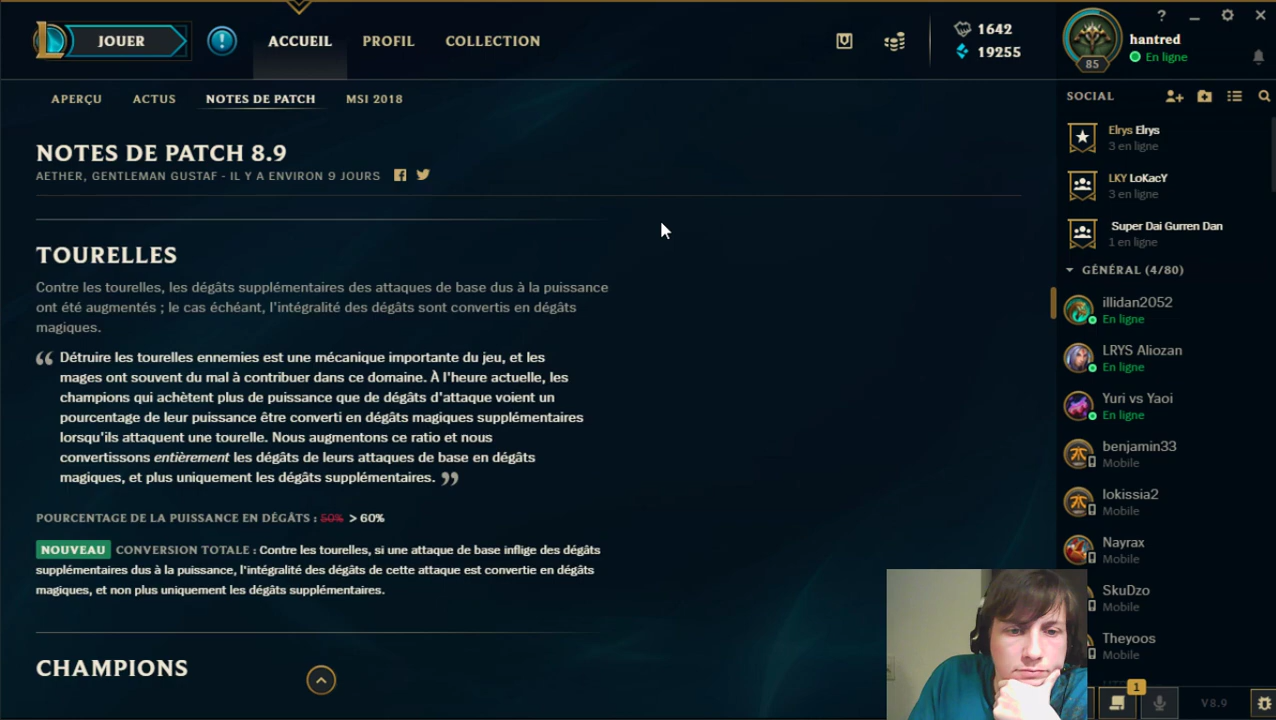 JOUER
ACCUEIL
PROFIL
COLLECTION
1642
19255
?
hantred
En ligne
85
APERÇU
ACTUS
NOTES DE PATCH
MSI 2018
NOTES DE PATCH 8.9
AETHER, GENTLEMAN GUSTAF - IL Y A ENVIRON 9 JOURS
TOURELLES
Contre les tourelles, les dégâts supplémentaires des attaques de base dus à la puissance
ont été augmentés ; le cas échéant, l'intégralité des dégâts sont convertis en dégâts
magiques.
“ Détruire les tourelles ennemies est une mécanique importante du jeu, et les
mages ont souvent du mal à contribuer dans ce domaine. À l'heure actuelle, les
champions qui achètent plus de puissance que de dégâts d'attaque voient un
pourcentage de leur puissance être converti en dégâts magiques supplémentaires
lorsqu'ils attaquent une tourelle. Nous augmentons ce ratio et nous
convertissons entièrement les dégâts de leurs attaques de base en dégâts
magiques, et plus uniquement les dégâts supplémentaires. ”
POURCENTAGE DE LA PUISSANCE EN DÉGÂTS : 50% > 60%
NOUVEAU CONVERSION TOTALE : Contre les tourelles, si une attaque de base inflige des dégâts
supplémentaires dus à la puissance, l'intégralité des dégâts de cette attaque est convertie en dégâts
magiques, et non plus uniquement les dégâts supplémentaires.
CHAMPIONS
SOCIAL
Elrys Elrys
3 en ligne
LKY LoKacY
3 en ligne
Super Dai Gurren Dan
1 en ligne
GÉNÉRAL (4/80)
illidan2052
En ligne
LRYS Aliozan
En ligne
Yuri vs Yaoi
En ligne
benjamin33
Mobile
lokissia2
Mobile
Nayrax
Mobile
SkuDzo
Mobile
Theyoos
Mobile
1
V8.9